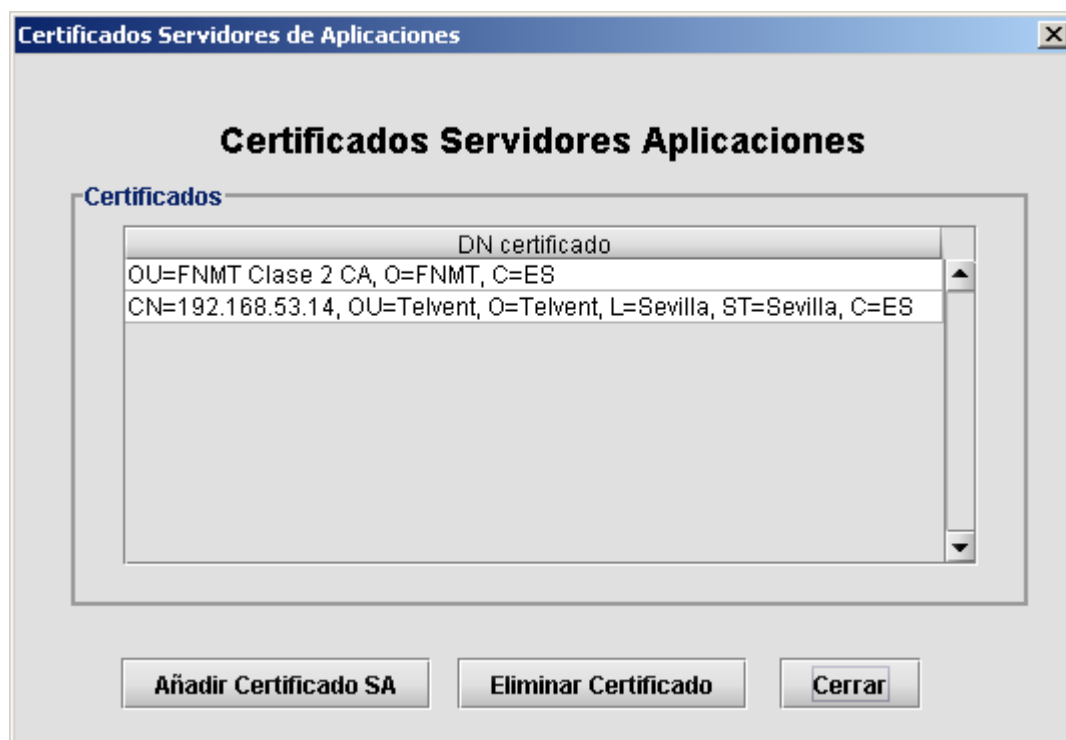 Certificados Servidores de Aplicaciones
Certificados Servidores Aplicaciones
Certificados
DN certificado
OU=FNMT Clase 2 CA, O=FNMT, C=ES
CN=192.168.53.14, OU=Telvent, O=Telvent, L=Sevilla, ST=Sevilla, C=ES
Añadir Certificado SA Eliminar Certificado Cerrar